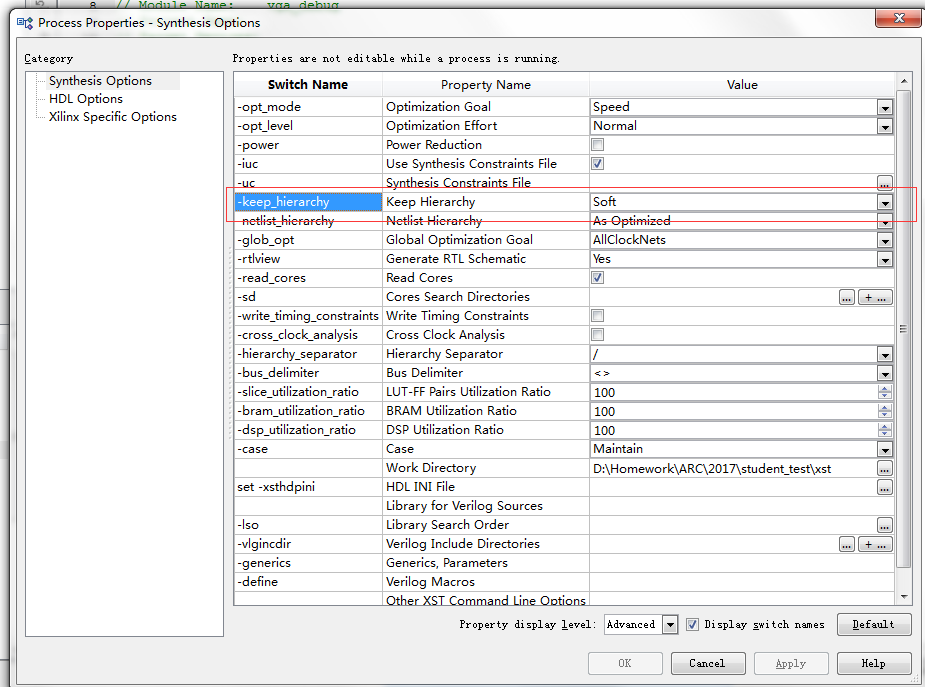 8 // Module Name: vga_debug
Process Properties - Synthesis Options
Category
Synthesis Options
HDL Options
Xilinx Specific Options
Properties are not editable while a process is running.
Switch Name Property Name Value
-opt_mode Optimization Goal Speed
-opt_level Optimization Effort Normal
-power Power Reduction
-iuc Use Synthesis Constraints File
-uc Synthesis Constraints File ...
-keep_hierarchy Keep Hierarchy Soft
-netlist_hierarchy Netlist Hierarchy As Optimized
-glob_opt Global Optimization Goal AllClockNets
-rtlview Generate RTL Schematic Yes
-read_cores Read Cores
-sd Cores Search Directories ... + ...
-write_timing_constraints Write Timing Constraints
-cross_clock_analysis Cross Clock Analysis
-hierarchy_separator Hierarchy Separator /
-bus_delimiter Bus Delimiter <>
-slice_utilization_ratio LUT-FF Pairs Utilization Ratio 100
-bram_utilization_ratio BRAM Utilization Ratio 100
-dsp_utilization_ratio DSP Utilization Ratio 100
-case Case Maintain
Work Directory D:\Homework\ARC\2017\student_test\xst ...
set -xsthdpini HDL INI File ...
Library for Verilog Sources
-lso Library Search Order ...
-vlgincdir Verilog Include Directories ... + ...
-generics Generics, Parameters
-define Verilog Macros
Other XST Command Line Options
Property display level: Advanced Display switch names Default
OK Cancel Apply Help